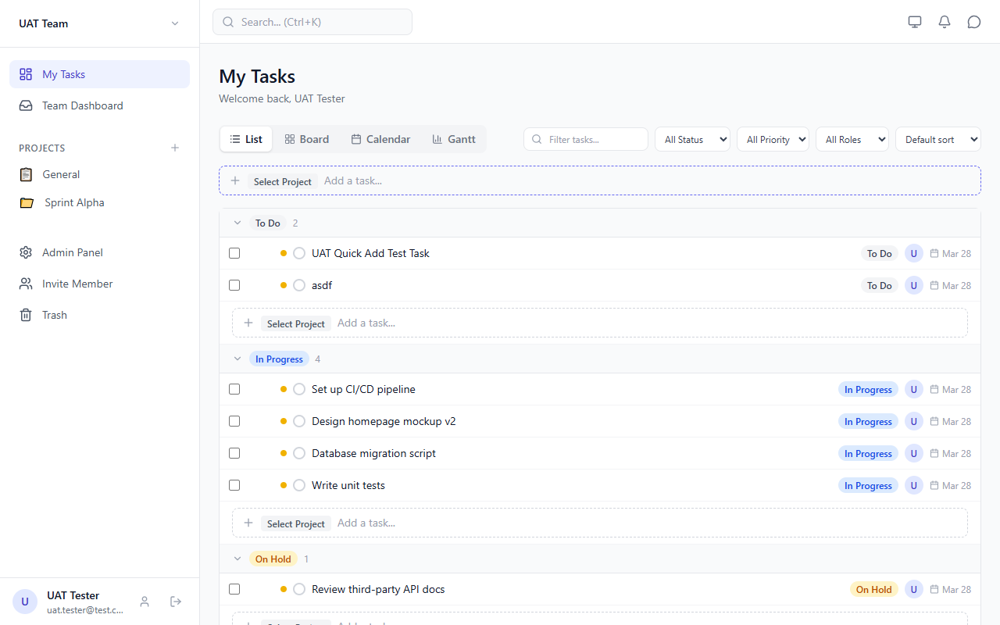 UAT Team
Search... (Ctrl+K)
My Tasks
Team Dashboard
PROJECTS
General
Sprint Alpha
Admin Panel
Invite Member
Trash
U
UAT Tester
uat.tester@test.c...
My Tasks
Welcome back, UAT Tester
List Board Calendar Gantt
Filter tasks... All Status All Priority All Roles Default sort
Select Project Add a task...
To Do 2
UAT Quick Add Test Task To Do U Mar 28
asdf To Do U Mar 28
Select Project Add a task...
In Progress 4
Set up CI/CD pipeline In Progress U Mar 28
Design homepage mockup v2 In Progress U Mar 28
Database migration script In Progress U Mar 28
Write unit tests In Progress U Mar 28
Select Project Add a task...
On Hold 1
Review third-party API docs On Hold U Mar 28